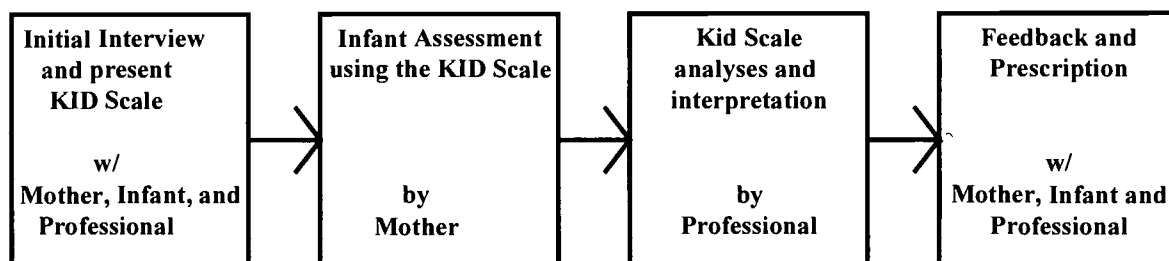 Initial Interview
and present
KID Scale
w/
Mother, Infant, and
Professional
Infant Assessment
using the KID Scale
by
Mother
Kid Scale
analyses and
interpretation
by
Professional
Feedback and
Prescription
w/
Mother, Infant and
Professional